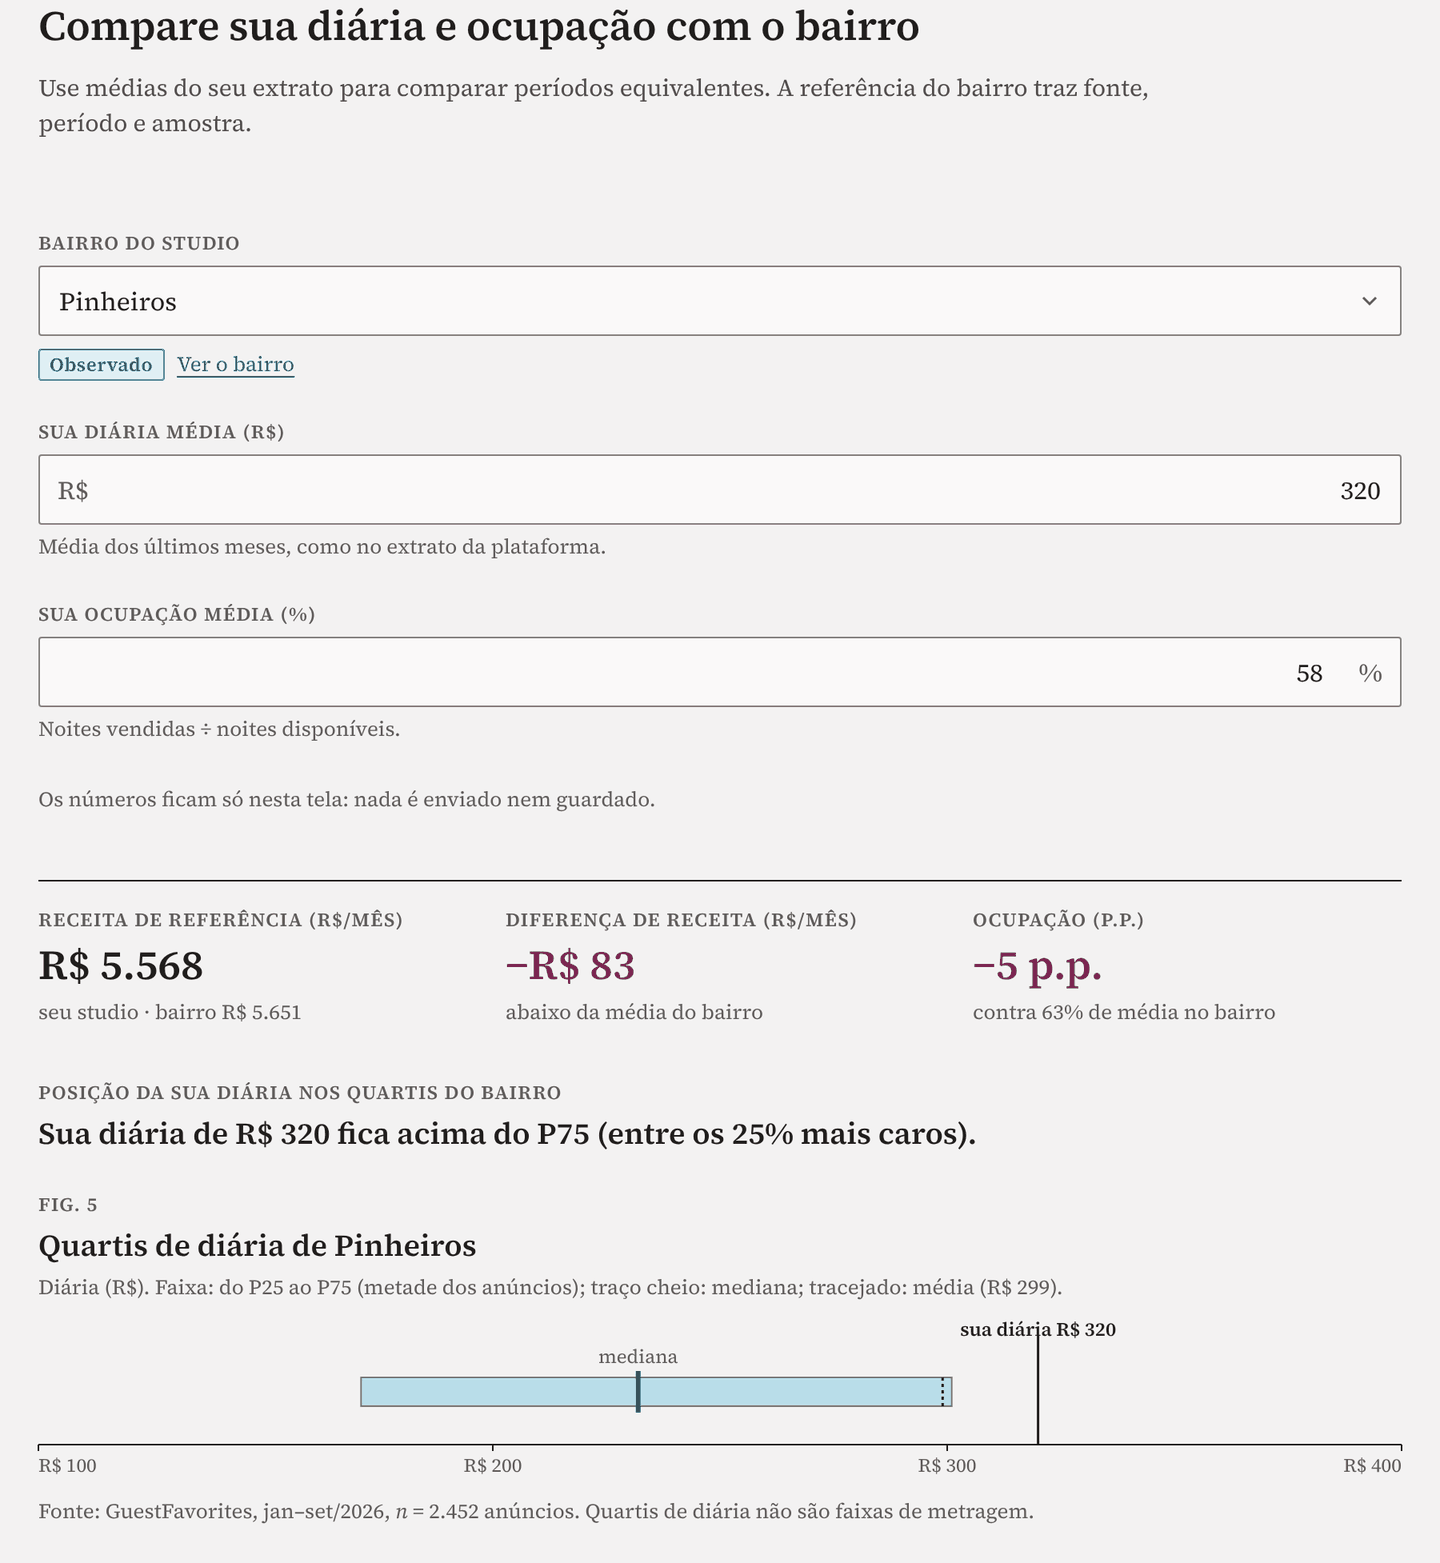 Compare sua diária e ocupação com o bairro
Use médias do seu extrato para comparar períodos equivalentes. A referência do bairro traz fonte,
período e amostra.
BAIRRO DO STUDIO
Pinheiros
Observado Ver o bairro
SUA DIÁRIA MÉDIA (R$)
R$ 320
Média dos últimos meses, como no extrato da plataforma.
SUA OCUPAÇÃO MÉDIA (%)
58 %
Noites vendidas ÷ noites disponíveis.
Os números ficam só nesta tela: nada é enviado nem guardado.
RECEITA DE REFERÊNCIA (R$/MÊS) DIFERENÇA DE RECEITA (R$/MÊS) OCUPAÇÃO (P.P.)
R$ 5.568 −R$ 83 −5 p.p.
seu studio · bairro R$ 5.651 abaixo da média do bairro contra 63% de média no bairro
POSIÇÃO DA SUA DIÁRIA NOS QUARTIS DO BAIRRO
Sua diária de R$ 320 fica acima do P75 (entre os 25% mais caros).
FIG. 5
Quartis de diária de Pinheiros
Diária (R$). Faixa: do P25 ao P75 (metade dos anúncios); traço cheio: mediana; tracejado: média (R$ 299).
sua diária R$ 320
mediana
R$ 100 R$ 200 R$ 300 R$ 400
Fonte: GuestFavorites, jan–set/2026, n = 2.452 anúncios. Quartis de diária não são faixas de metragem.